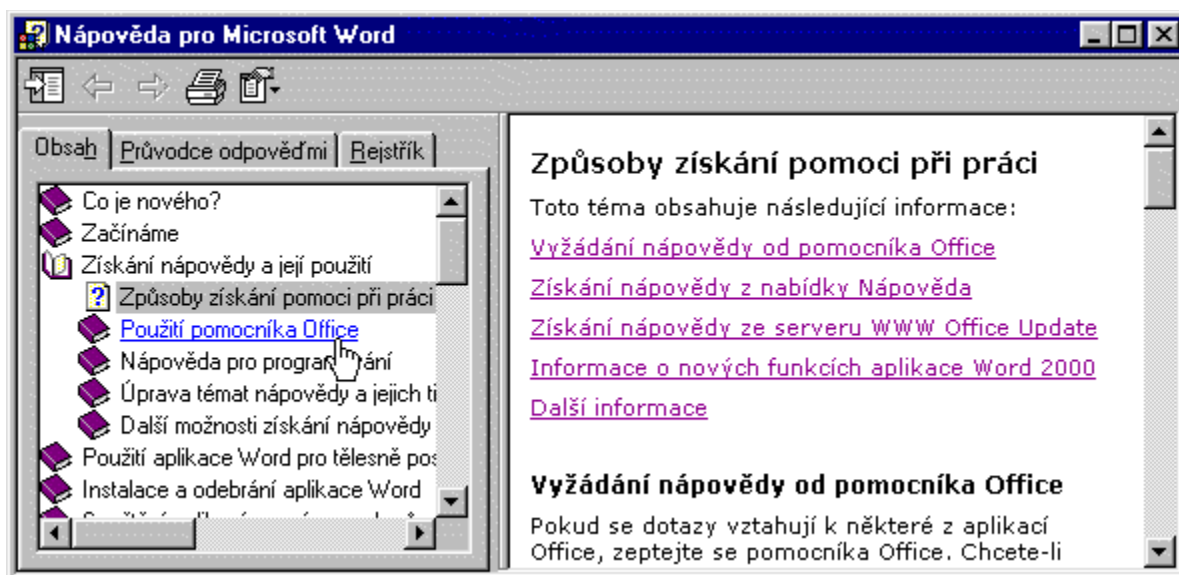 Nápověda pro Microsoft Word
Obsah
Průvodce odpověďmi
Rejstřík
Co je nového?
Začínáme
Získání nápovědy a její použití
Způsoby získání pomoci při práci
Použití pomocníka Office
Nápověda pro
Úprava témat nápovědy a jejich ti
Další možnosti získání nápovědy
Použití aplikace Word pro tělesně pos
Instalace a odebrání aplikace Word
Způsoby získání pomoci při práci
Toto téma obsahuje následující informace:
Vyžádání nápovědy od pomocníka Office
Získání nápovědy z nabídky Nápověda
Získání nápovědy ze serveru WWW Office Update
Informace o nových funkcích aplikace Word 2000
Další informace
Vyžádání nápovědy od pomocníka Office
Pokud se dotazy vztahují k některé z aplikací
Office, zeptejte se pomocníka Office. Chcete-li